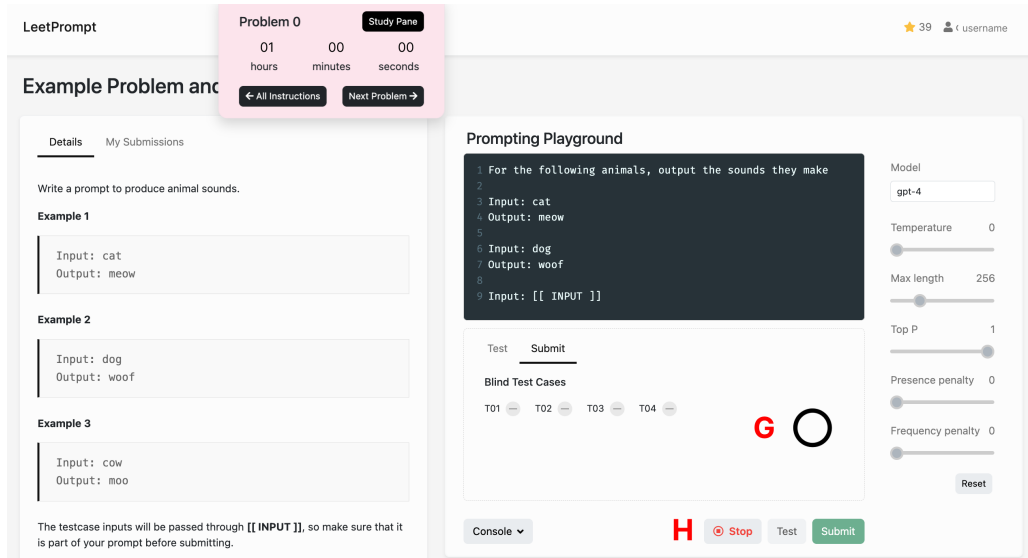 LeetPrompt
Problem 0
Study Pane
39
username
01 00 00
hours minutes seconds
← All Instructions
Next Problem →
Example Problem and
Details My Submissions
Write a prompt to produce animal sounds.
Example 1
Input: cat
Output: meow
Example 2
Input: dog
Output: woof
Example 3
Input: cow
Output: moo
The testcase inputs will be passed through [[ INPUT ]], so make sure that it
is part of your prompt before submitting.
Prompting Playground
1 For the following animals, output the sounds they make
2
3 Input: cat
4 Output: meow
5
6 Input: dog
7 Output: woof
8
9 Input: [[ INPUT ]]
Test Submit
Blind Test Cases
T01 T02 T03 T04
G
Console
H
Stop
Test
Submit
Model
gpt-4
Temperature 0
Max length 256
Top P 1
Presence penalty 0
Frequency penalty 0
Reset